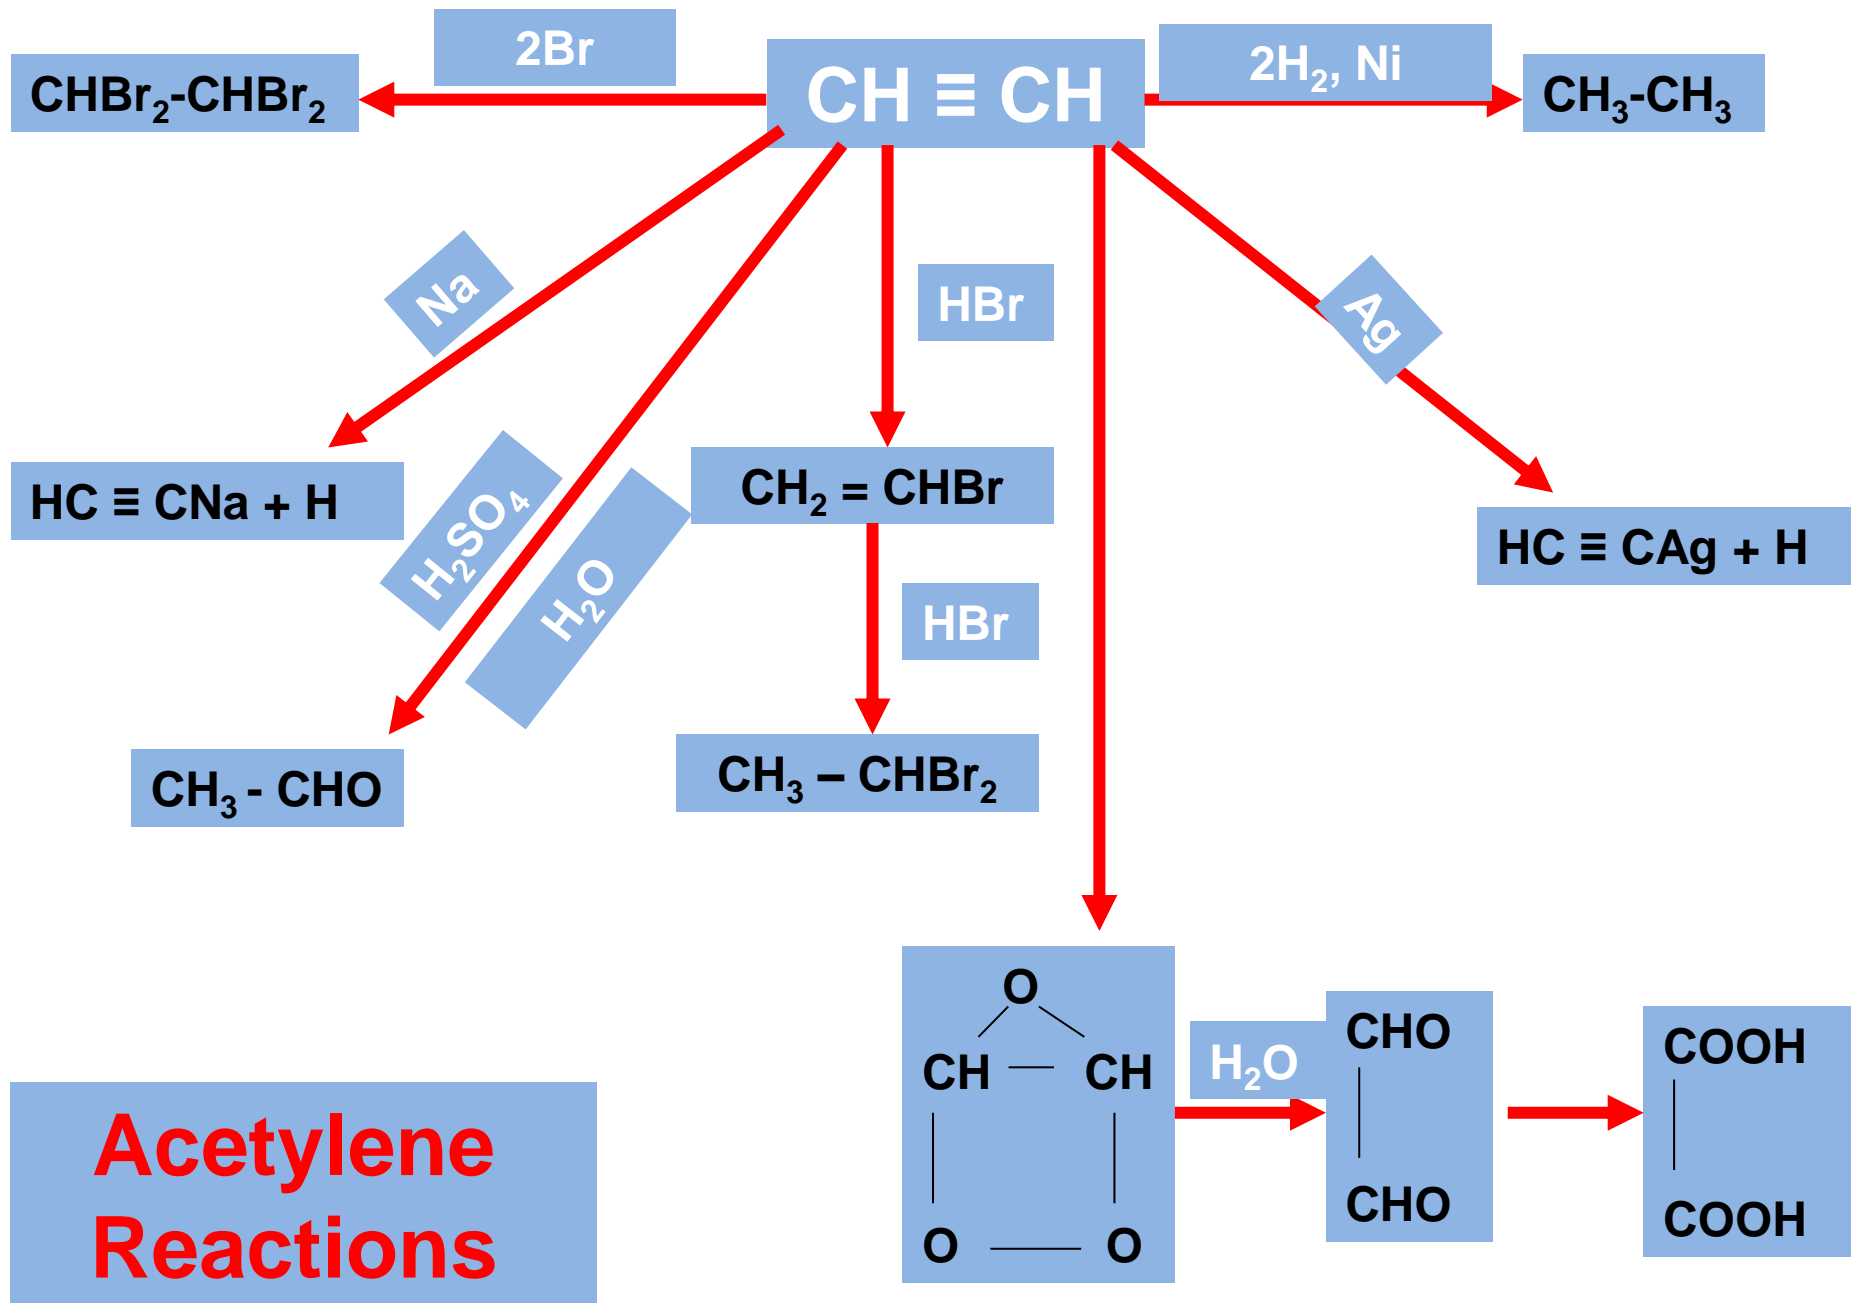 2Br
CH ≡ CH
2H₂, Ni
CHBr₂-CHBr₂
CH₃-CH₃
Na
HBr
Ag
HC ≡ CNa + H
H₂SO₄
H₂O
CH₂ = CHBr
HC ≡ CAg + H
HBr
CH₃ - CHO
CH₃ – CHBr₂
O
CH — CH
O — O
H₂O
CHO
CHO
COOH
COOH
Acetylene
Reactions